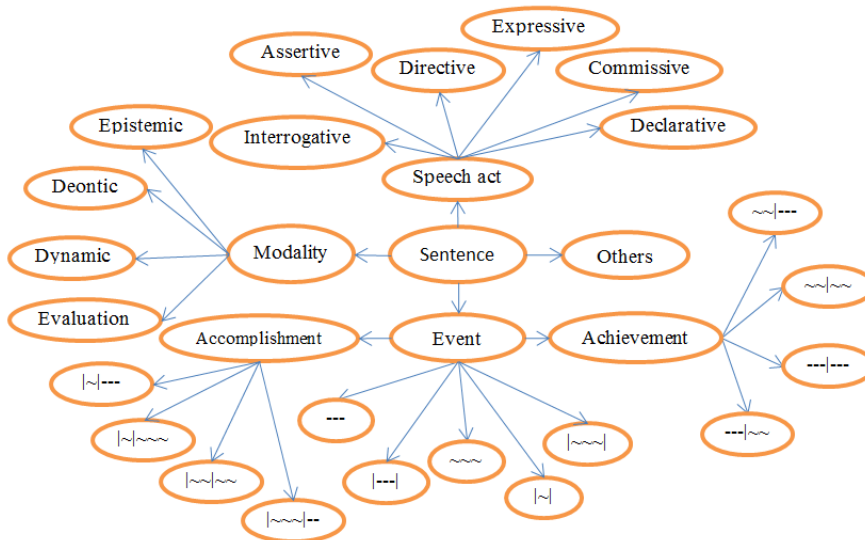 Expressive
Assertive
Directive
Commissive
Epistemic
Interrogative
Declarative
Speech act
Deontic
~~|---
Modality
Sentence
Others
Dynamic
~~|~~
Evaluation
Accomplishment
Event
Achievement
---|---
|~|---
---
---|~~
|~|~~~
|~~~|
~~~
|~~|~~
|---|
|~|
|~~~|--